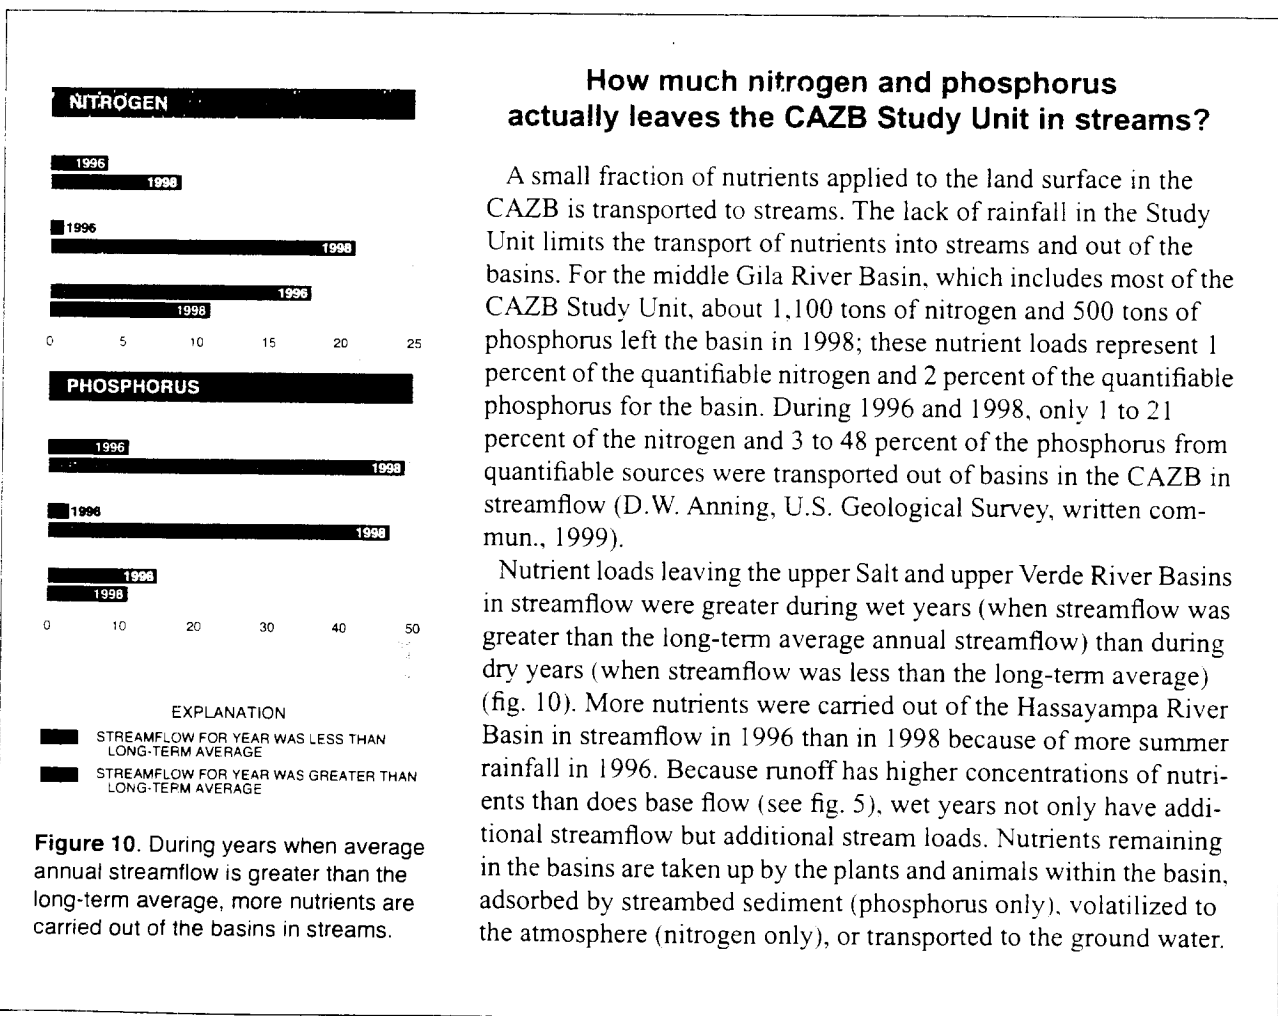 NITROGEN
1996
1998
1996
1998
1996
1998
0 5 10 15 20 25
PHOSPHORUS
1996
1998
1996
1998
1996
1998
0 10 20 30 40 50
EXPLANATION
STREAMFLOW FOR YEAR WAS LESS THAN
LONG-TERM AVERAGE
STREAMFLOW FOR YEAR WAS GREATER THAN
LONG-TERM AVERAGE
Figure 10. During years when average
annual streamflow is greater than the
long-term average, more nutrients are
carried out of the basins in streams.
How much nitrogen and phosphorus
actually leaves the CAZB Study Unit in streams?
A small fraction of nutrients applied to the land surface in the
CAZB is transported to streams. The lack of rainfall in the Study
Unit limits the transport of nutrients into streams and out of the
basins. For the middle Gila River Basin, which includes most of the
CAZB Study Unit, about 1,100 tons of nitrogen and 500 tons of
phosphorus left the basin in 1998; these nutrient loads represent 1
percent of the quantifiable nitrogen and 2 percent of the quantifiable
phosphorus for the basin. During 1996 and 1998, only 1 to 21
percent of the nitrogen and 3 to 48 percent of the phosphorus from
quantifiable sources were transported out of basins in the CAZB in
streamflow (D.W. Anning, U.S. Geological Survey, written com-
mun., 1999).
Nutrient loads leaving the upper Salt and upper Verde River Basins
in streamflow were greater during wet years (when streamflow was
greater than the long-term average annual streamflow) than during
dry years (when streamflow was less than the long-term average)
(fig. 10). More nutrients were carried out of the Hassayampa River
Basin in streamflow in 1996 than in 1998 because of more summer
rainfall in 1996. Because runoff has higher concentrations of nutri-
ents than does base flow (see fig. 5), wet years not only have addi-
tional streamflow but additional stream loads. Nutrients remaining
in the basins are taken up by the plants and animals within the basin,
adsorbed by streambed sediment (phosphorus only), volatilized to
the atmosphere (nitrogen only), or transported to the ground water.